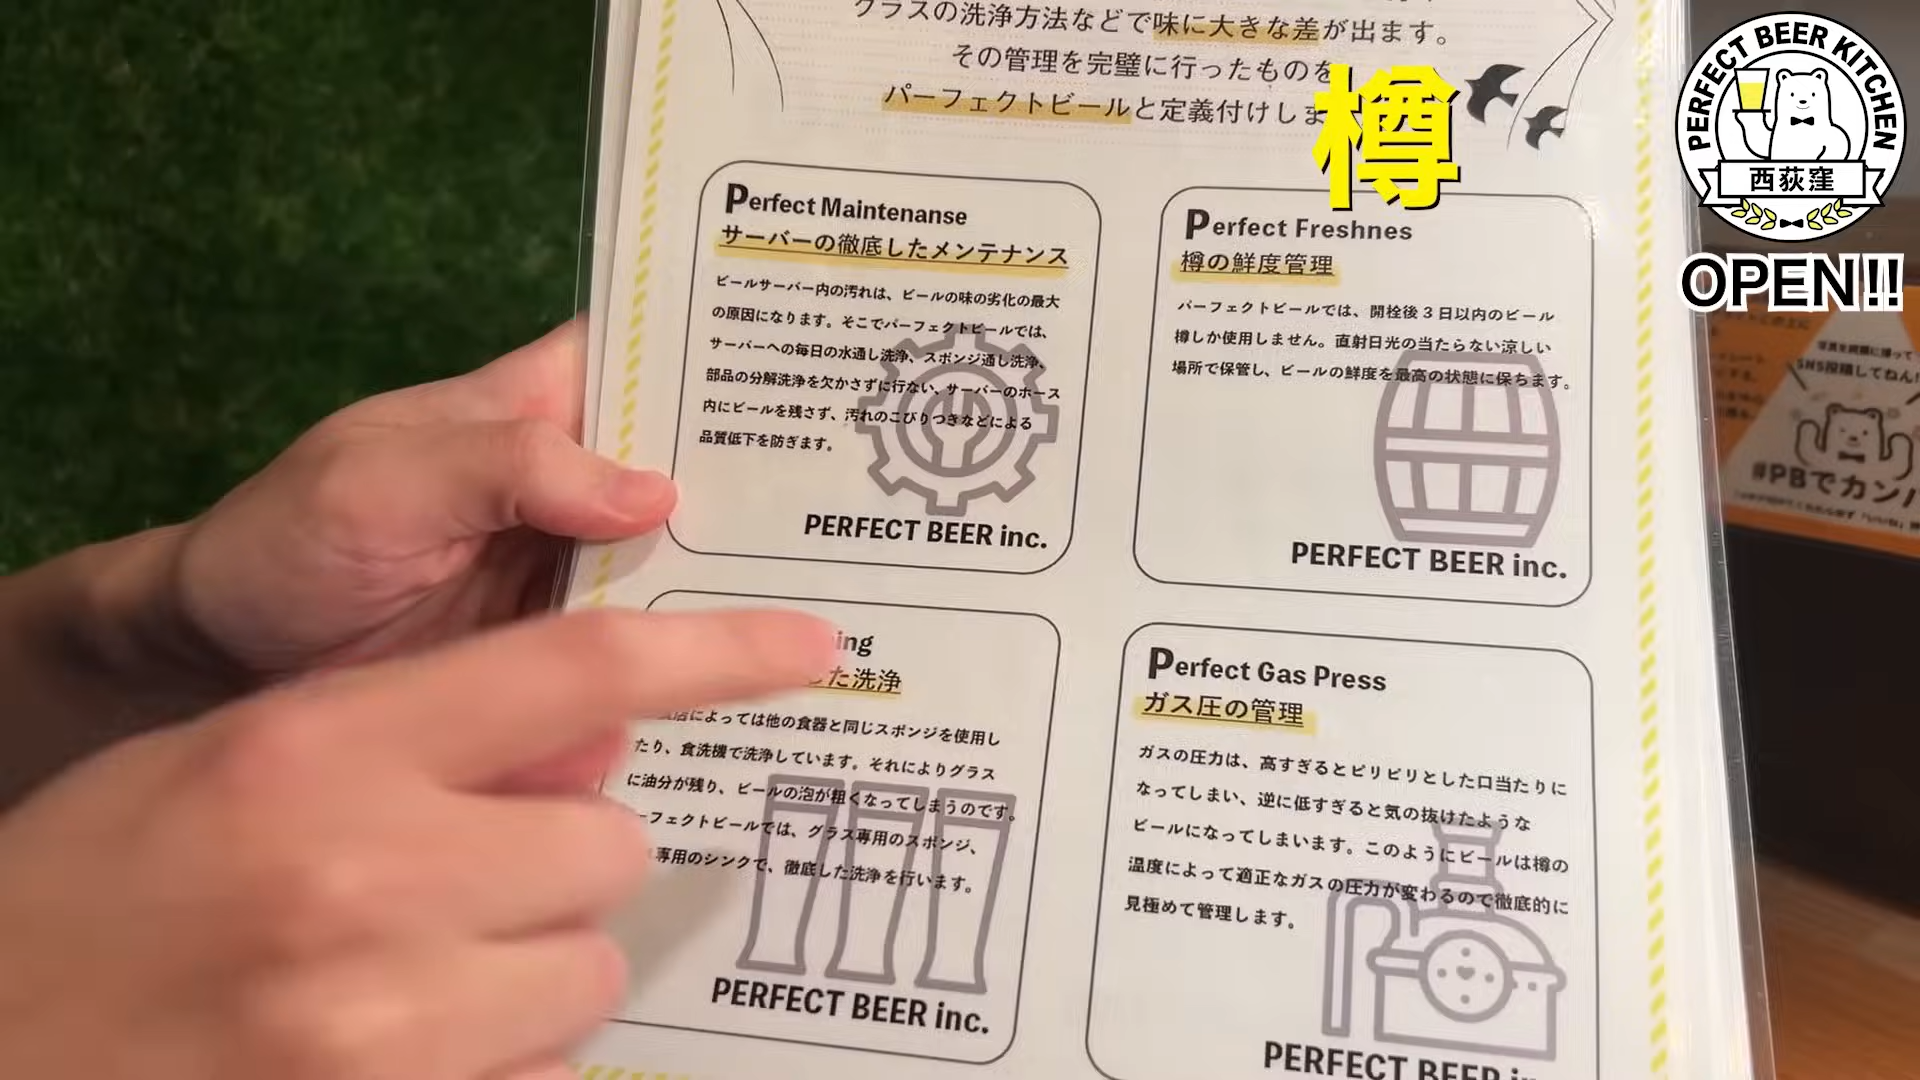 グラスの洗浄方法などで味に大きな差が出ます。
その管理を完璧に行ったものを
パーフェクトビールと定義付けしま
樽
PERFECT BEER KITCHEN
西荻窪
OPEN!!
Perfect Maintenanse
サーバーの徹底したメンテナンス
ビールサーバー内の汚れは、ビールの味の劣化の最大
の原因になります。そこでパーフェクトビールでは、
サーバーへの毎日の水通し洗浄、スポンジ通し洗浄、
部品の分解洗浄を欠かさずに行ない、サーバーのホース
内にビールを残さず、汚れのこびりつきなどによる
品質低下を防ぎます。
PERFECT BEER inc.
Perfect Freshnes
樽の鮮度管理
パーフェクトビールでは、開栓後3日以内のビール
樽しか使用しません。直射日光の当たらない涼しい
場所で保管し、ビールの鮮度を最高の状態に保ちます。
PERFECT BEER inc.
ing
した洗浄
店によっては他の食器と同じスポンジを使用し
たり、食洗機で洗浄しています。それによりグラス
に油分が残り、ビールの泡が粗くなってしまうのです。
ーフェクトビールでは、グラス専用のスポンジ、
専用のシンクで、徹底した洗浄を行います。
PERFECT BEER inc.
Perfect Gas Press
ガス圧の管理
ガスの圧力は、高すぎるとピリピリとした口当たりに
なってしまい、逆に低すぎると気の抜けたような
ビールになってしまいます。このようにビールは樽の
温度によって適正なガスの圧力が変わるので徹底的に
見極めて管理します。
PERFECT BEER in
写真を綺麗に撮って
SNS投稿してねん!
#PBでカンパ